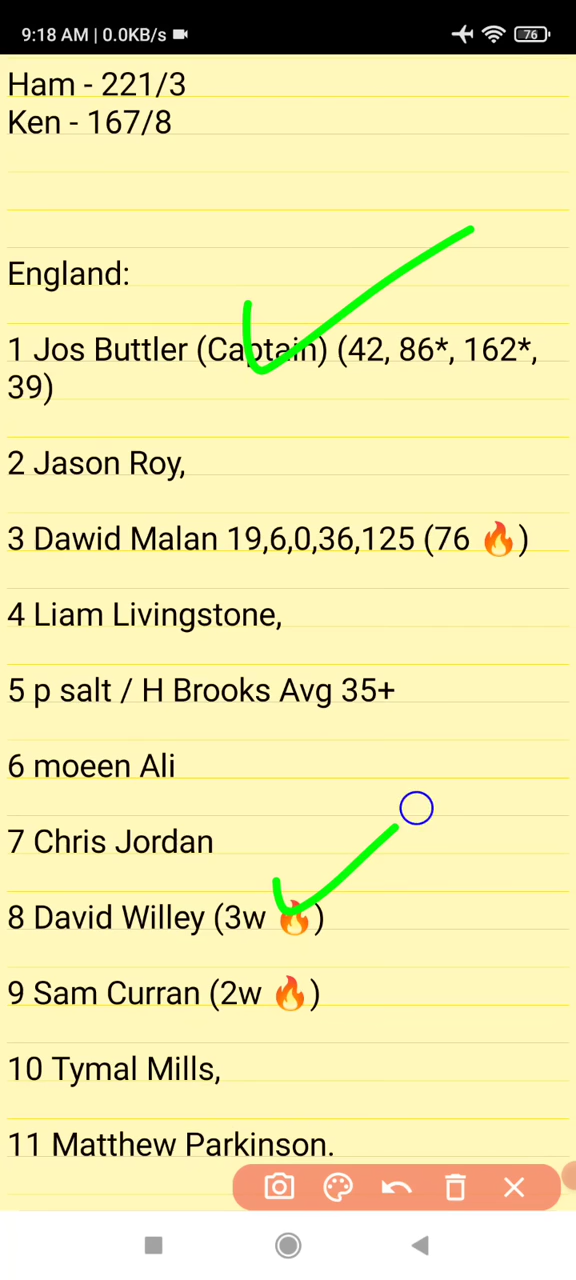 9:18 AM | 0.0KB/s
76
Ham - 221/3
Ken - 167/8
England:
1 Jos Buttler (Captain) (42, 86*, 162*,
39)
2 Jason Roy,
3 Dawid Malan 19,6,0,36,125 (76 🔥)
4 Liam Livingstone,
5 p salt / H Brooks Avg 35+
6 moeen Ali
7 Chris Jordan
8 David Willey (3w 🔥)
9 Sam Curran (2w 🔥)
10 Tymal Mills,
11 Matthew Parkinson.